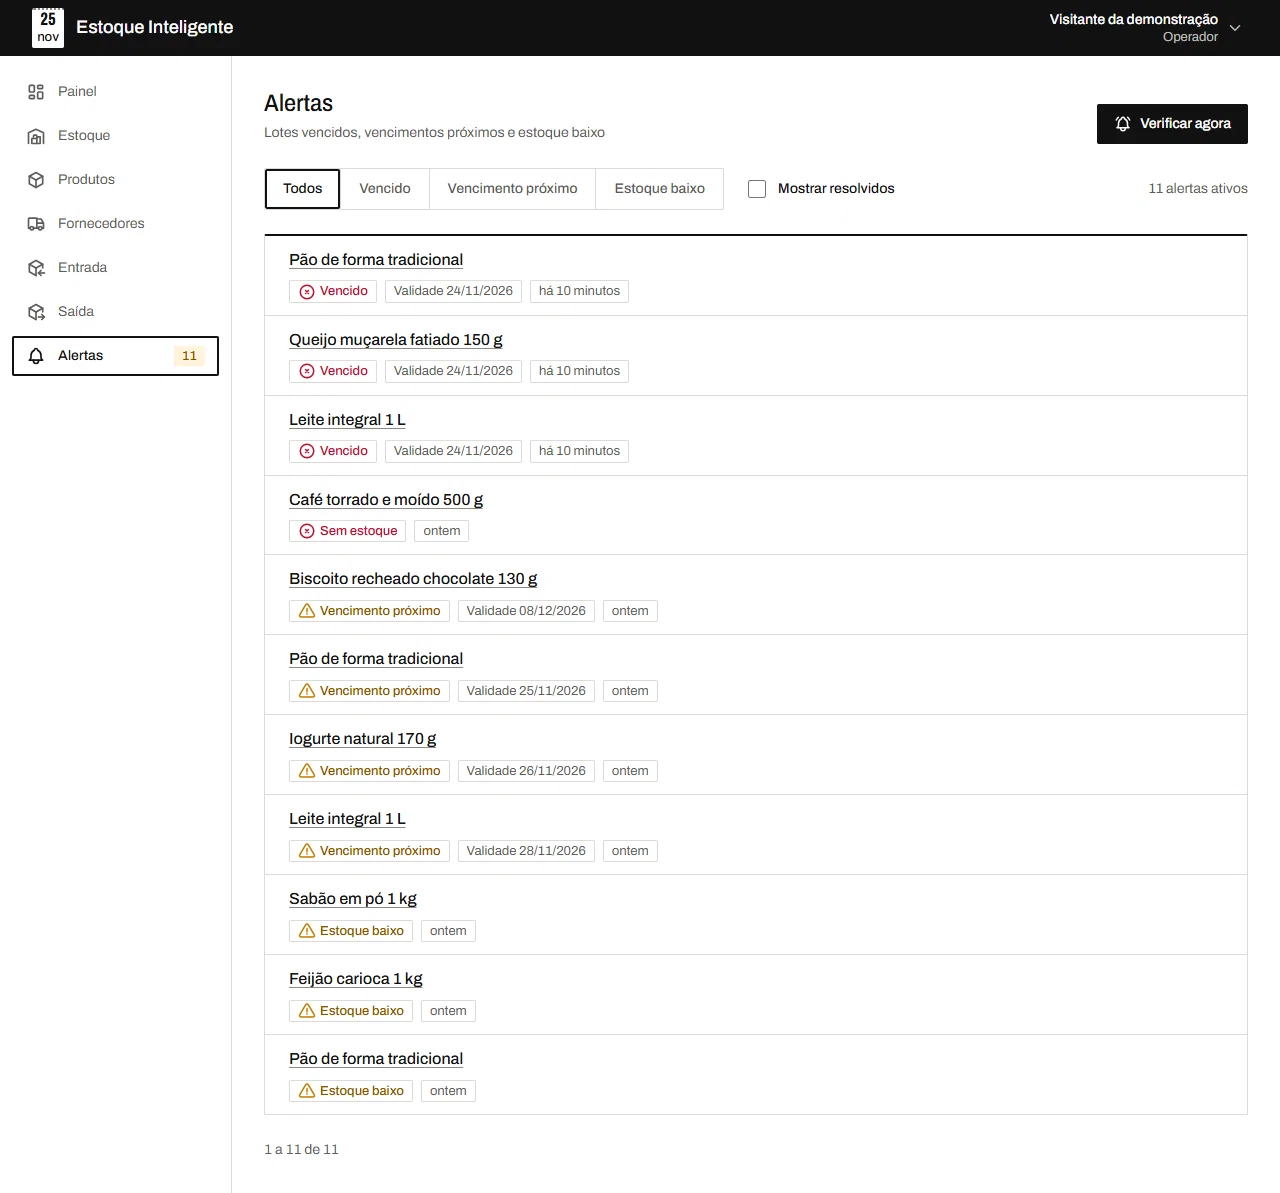 25
nov
Estoque Inteligente
Visitante da demonstração
Operador
Painel
Estoque
Produtos
Fornecedores
Entrada
Saída
Alertas 11
Alertas
Lotes vencidos, vencimentos próximos e estoque baixo
Verificar agora
Todos Vencido Vencimento próximo Estoque baixo Mostrar resolvidos 11 alertas ativos
Pão de forma tradicional
Vencido Validade 24/11/2026 há 10 minutos
Queijo muçarela fatiado 150 g
Vencido Validade 24/11/2026 há 10 minutos
Leite integral 1 L
Vencido Validade 24/11/2026 há 10 minutos
Café torrado e moído 500 g
Sem estoque ontem
Biscoito recheado chocolate 130 g
Vencimento próximo Validade 08/12/2026 ontem
Pão de forma tradicional
Vencimento próximo Validade 25/11/2026 ontem
Iogurte natural 170 g
Vencimento próximo Validade 26/11/2026 ontem
Leite integral 1 L
Vencimento próximo Validade 28/11/2026 ontem
Sabão em pó 1 kg
Estoque baixo ontem
Feijão carioca 1 kg
Estoque baixo ontem
Pão de forma tradicional
Estoque baixo ontem
1 a 11 de 11